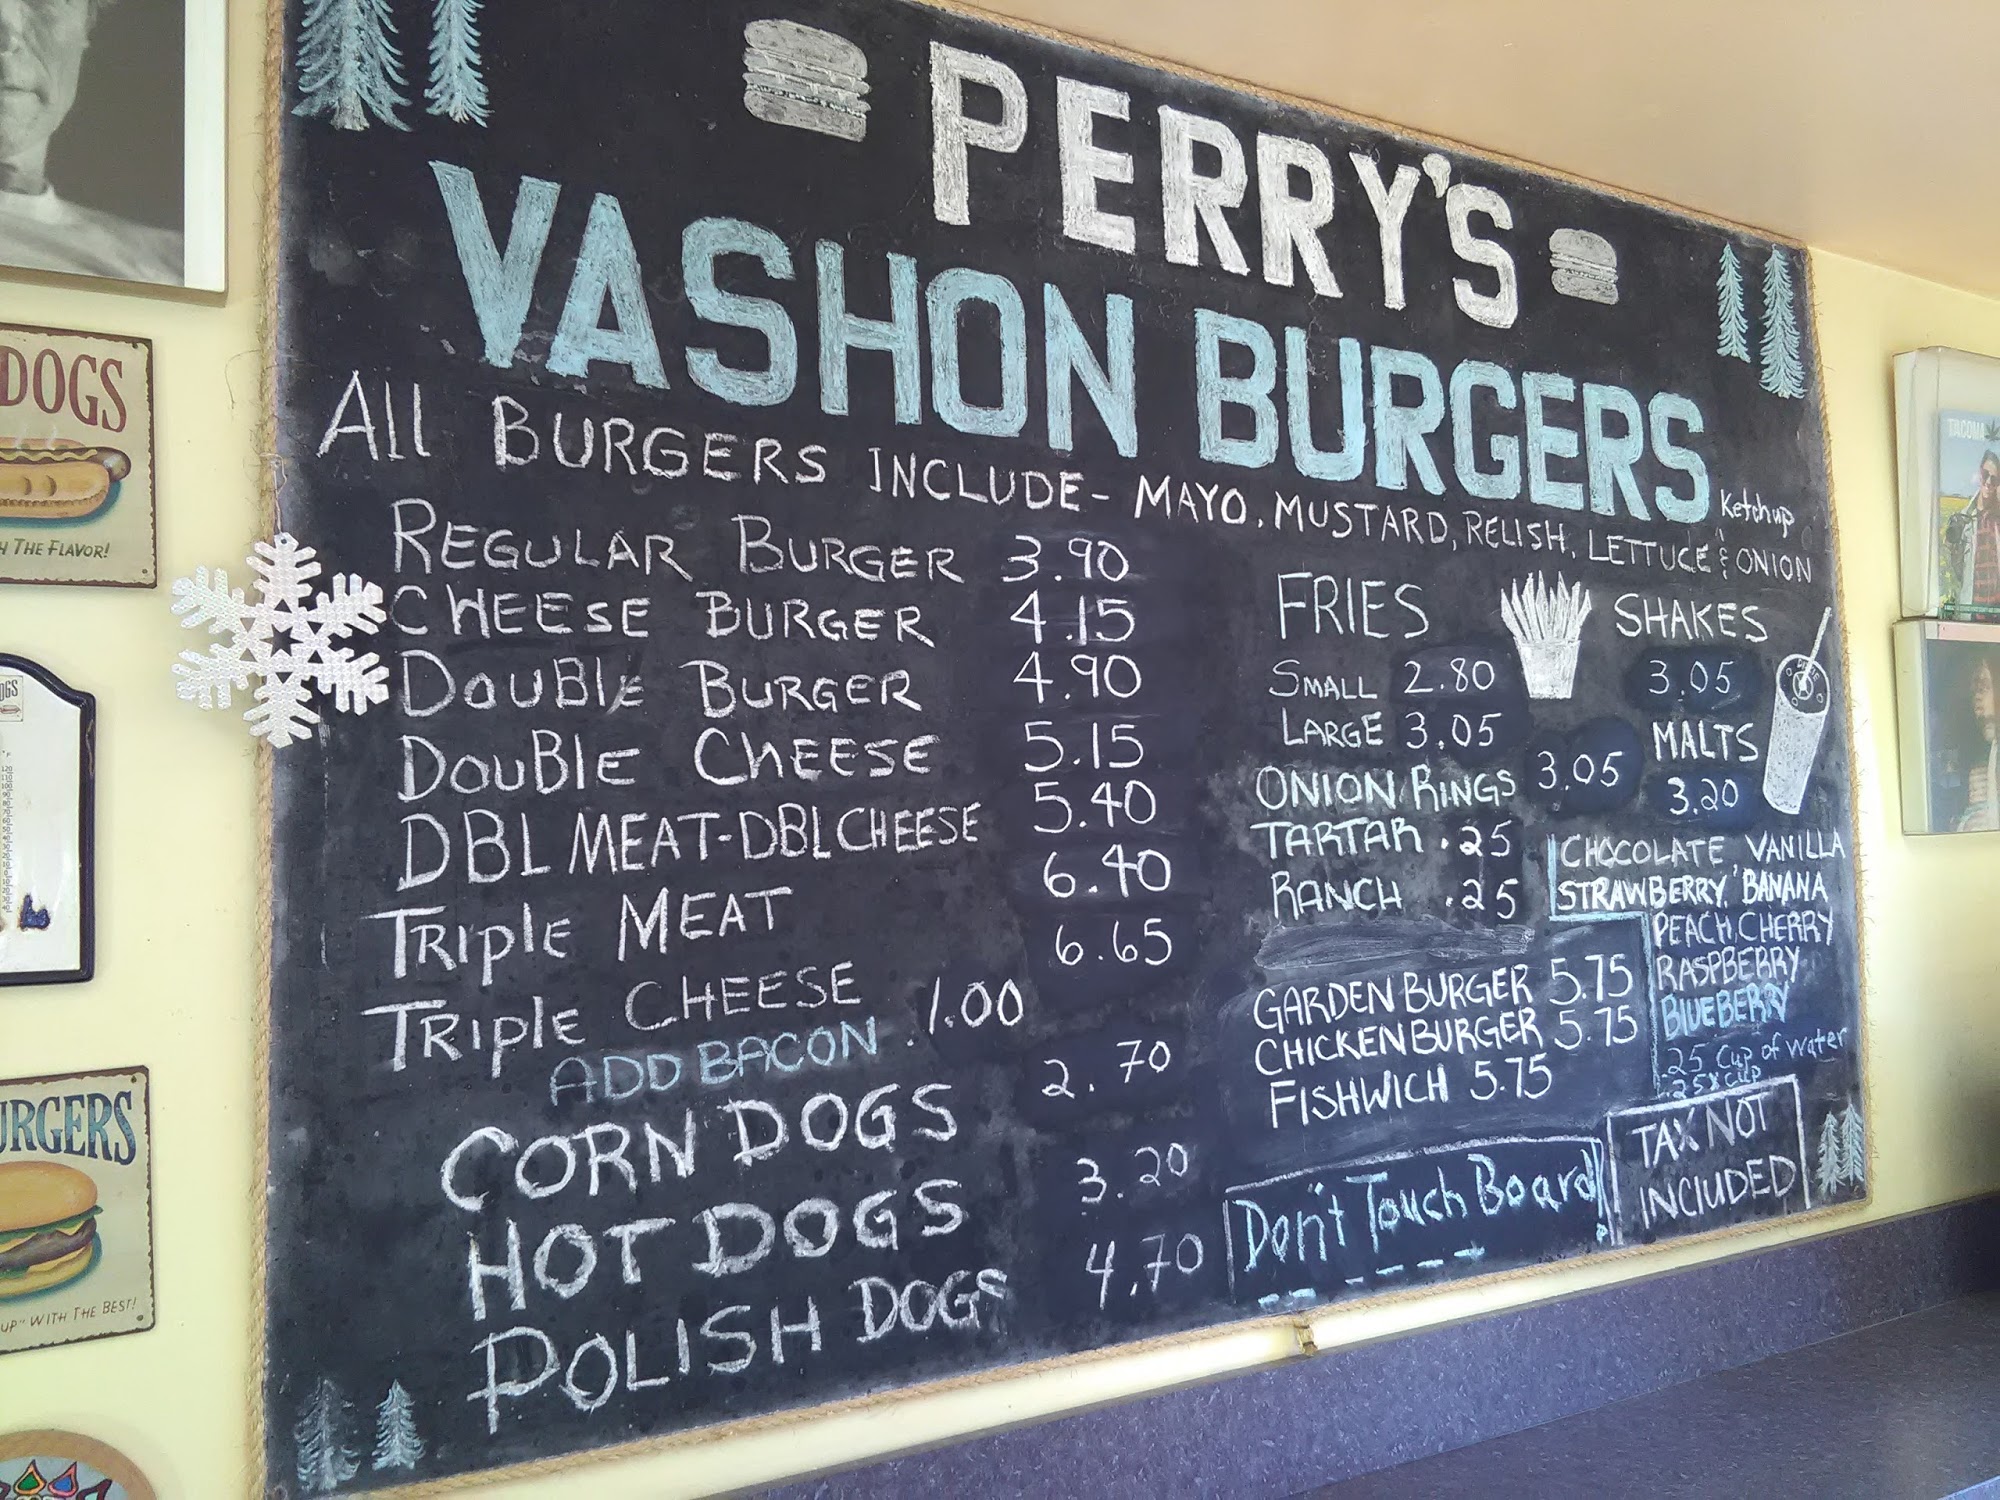 PERRY'S
VASHON BURGERS
All BURGERS INCLUDE - MAYO, MUSTARD, RELISH, LETTUCE & ONION
Ketchup
REGULAR BURGER 3.90
CHEESE BURGER 4.15
DOUBlE BURGER 4.90
DOUBlE CHEESE 5.15
DBL MEAT-DBL CHEESE 5.40
TRIPlE MEAT 6.40
TRIPlE CHEESE 6.65
ADD BACON 1.00
CORN DOGS 2.70
HOT DOGS 3.20
POLISH DOGS 4.70
FRIES
SMALL 2.80
LARGE 3.05
ONION RINGS 3.05
TARTAR .25
RANCH .25
GARDEN BURGER 5.75
CHICKEN BURGER 5.75
FISHWICH 5.75
SHAKES
3.05
MALTS
3.20
CHOCOLATE, VANILLA
STRAWBERRY, BANANA
PEACH, CHERRY
RASPBERRY
BLUEBERRY
.25 Cup of water
Don't Touch Board!
TAX NOT
INCLUDED
DOGS
THE FLAVOR!
URGERS
UP" WITH THE BEST!
TACOMA